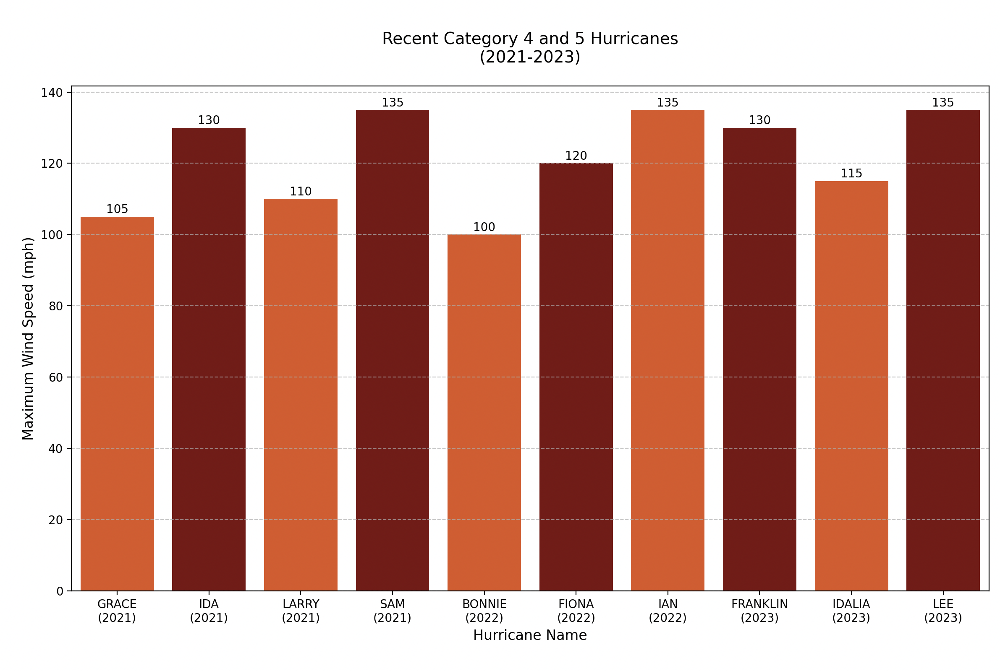 Recent Category 4 and 5 Hurricanes
(2021-2023)
Maximum Wind Speed (mph)
140
120
100
80
60
40
20
0
105
130
110
135
100
120
135
130
115
135
GRACE
(2021)
IDA
(2021)
LARRY
(2021)
SAM
(2021)
BONNIE
(2022)
FIONA
(2022)
IAN
(2022)
FRANKLIN
(2023)
IDALIA
(2023)
LEE
(2023)
Hurricane Name